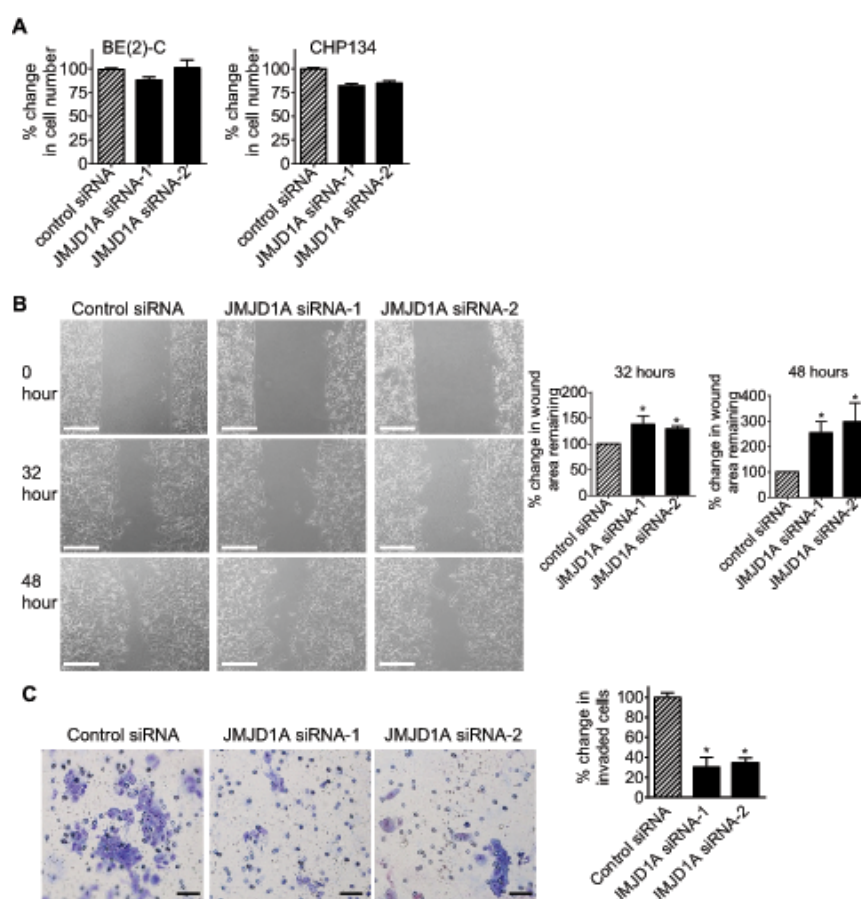 A
BE(2)-C
CHP134
% change
in cell number
100
75
50
25
0
control siRNA
JMJD1A siRNA-1
JMJD1A siRNA-2
% change
in cell number
100
75
50
25
0
control siRNA
JMJD1A siRNA-1
JMJD1A siRNA-2
B
Control siRNA
JMJD1A siRNA-1
JMJD1A siRNA-2
0
hour
32
hour
48
hour
32 hours
% change in wound
area remaining
200
150
100
50
0
* *
control siRNA
JMJD1A siRNA-1
JMJD1A siRNA-2
48 hours
% change in wound
area remaining
400
300
200
100
0
* *
control siRNA
JMJD1A siRNA-1
JMJD1A siRNA-2
C
Control siRNA
JMJD1A siRNA-1
JMJD1A siRNA-2
% change in
invaded cells
100
80
60
40
20
0
* *
Control siRNA
JMJD1A siRNA-1
JMJD1A siRNA-2